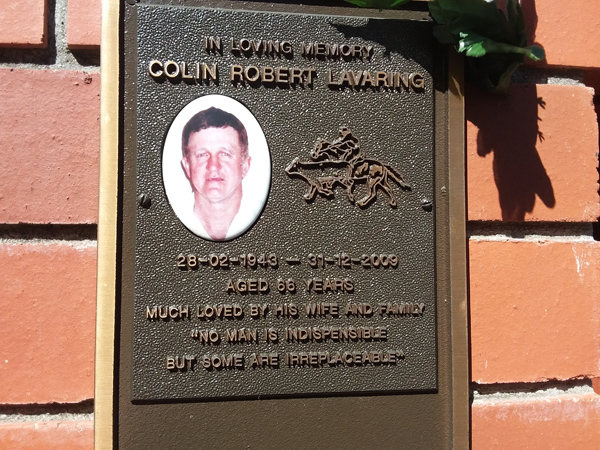 IN LOVING MEMORY
COLIN ROBERT LAVARING
28-02-1943 — 31-12-2009
AGED 66 YEARS
MUCH LOVED BY HIS WIFE AND FAMILY
"NO MAN IS INDISPENSIBLE
BUT SOME ARE IRREPLACEABLE"